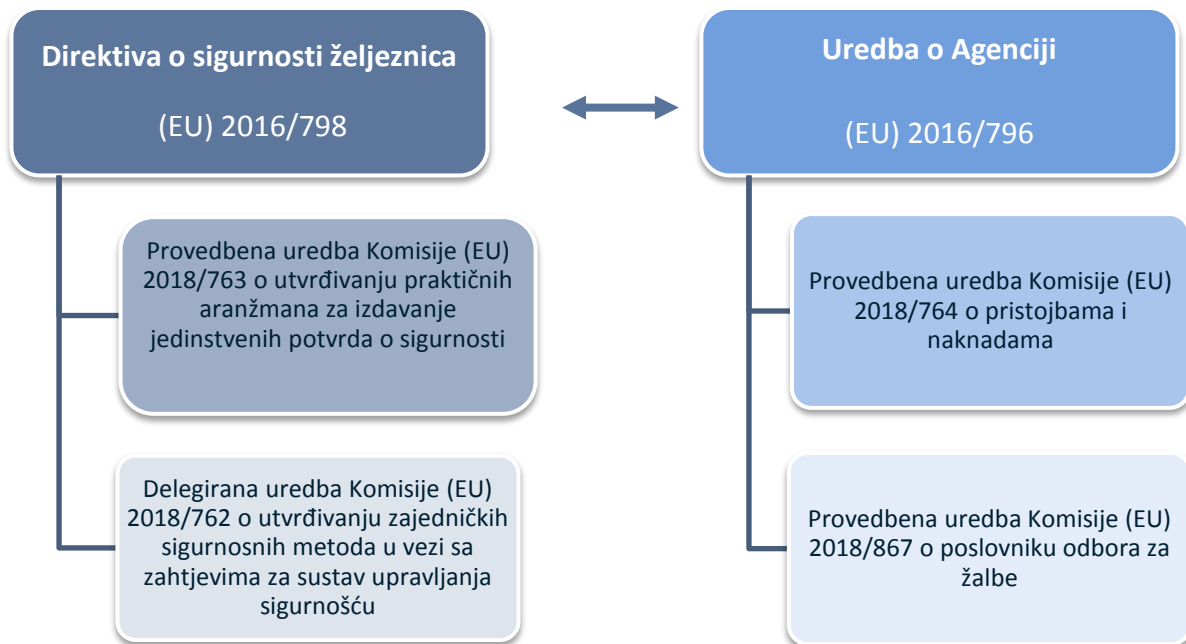 Direktiva o sigurnosti željeznica
(EU) 2016/798
Uredba o Agenciji
(EU) 2016/796
Provedbena uredba Komisije (EU)
2018/763 o utvrđivanju praktičnih
aranžmana za izdavanje
jedinstvenih potvrda o sigurnosti
Provedbena uredba Komisije (EU)
2018/764 o pristojbama i
naknadama
Delegirana uredba Komisije (EU)
2018/762 o utvrđivanju zajedničkih
sigurnosnih metoda u vezi sa
zahtjevima za sustav upravljanja
sigurnošću
Provedbena uredba Komisije (EU)
2018/867 o poslovniku odbora za
žalbe